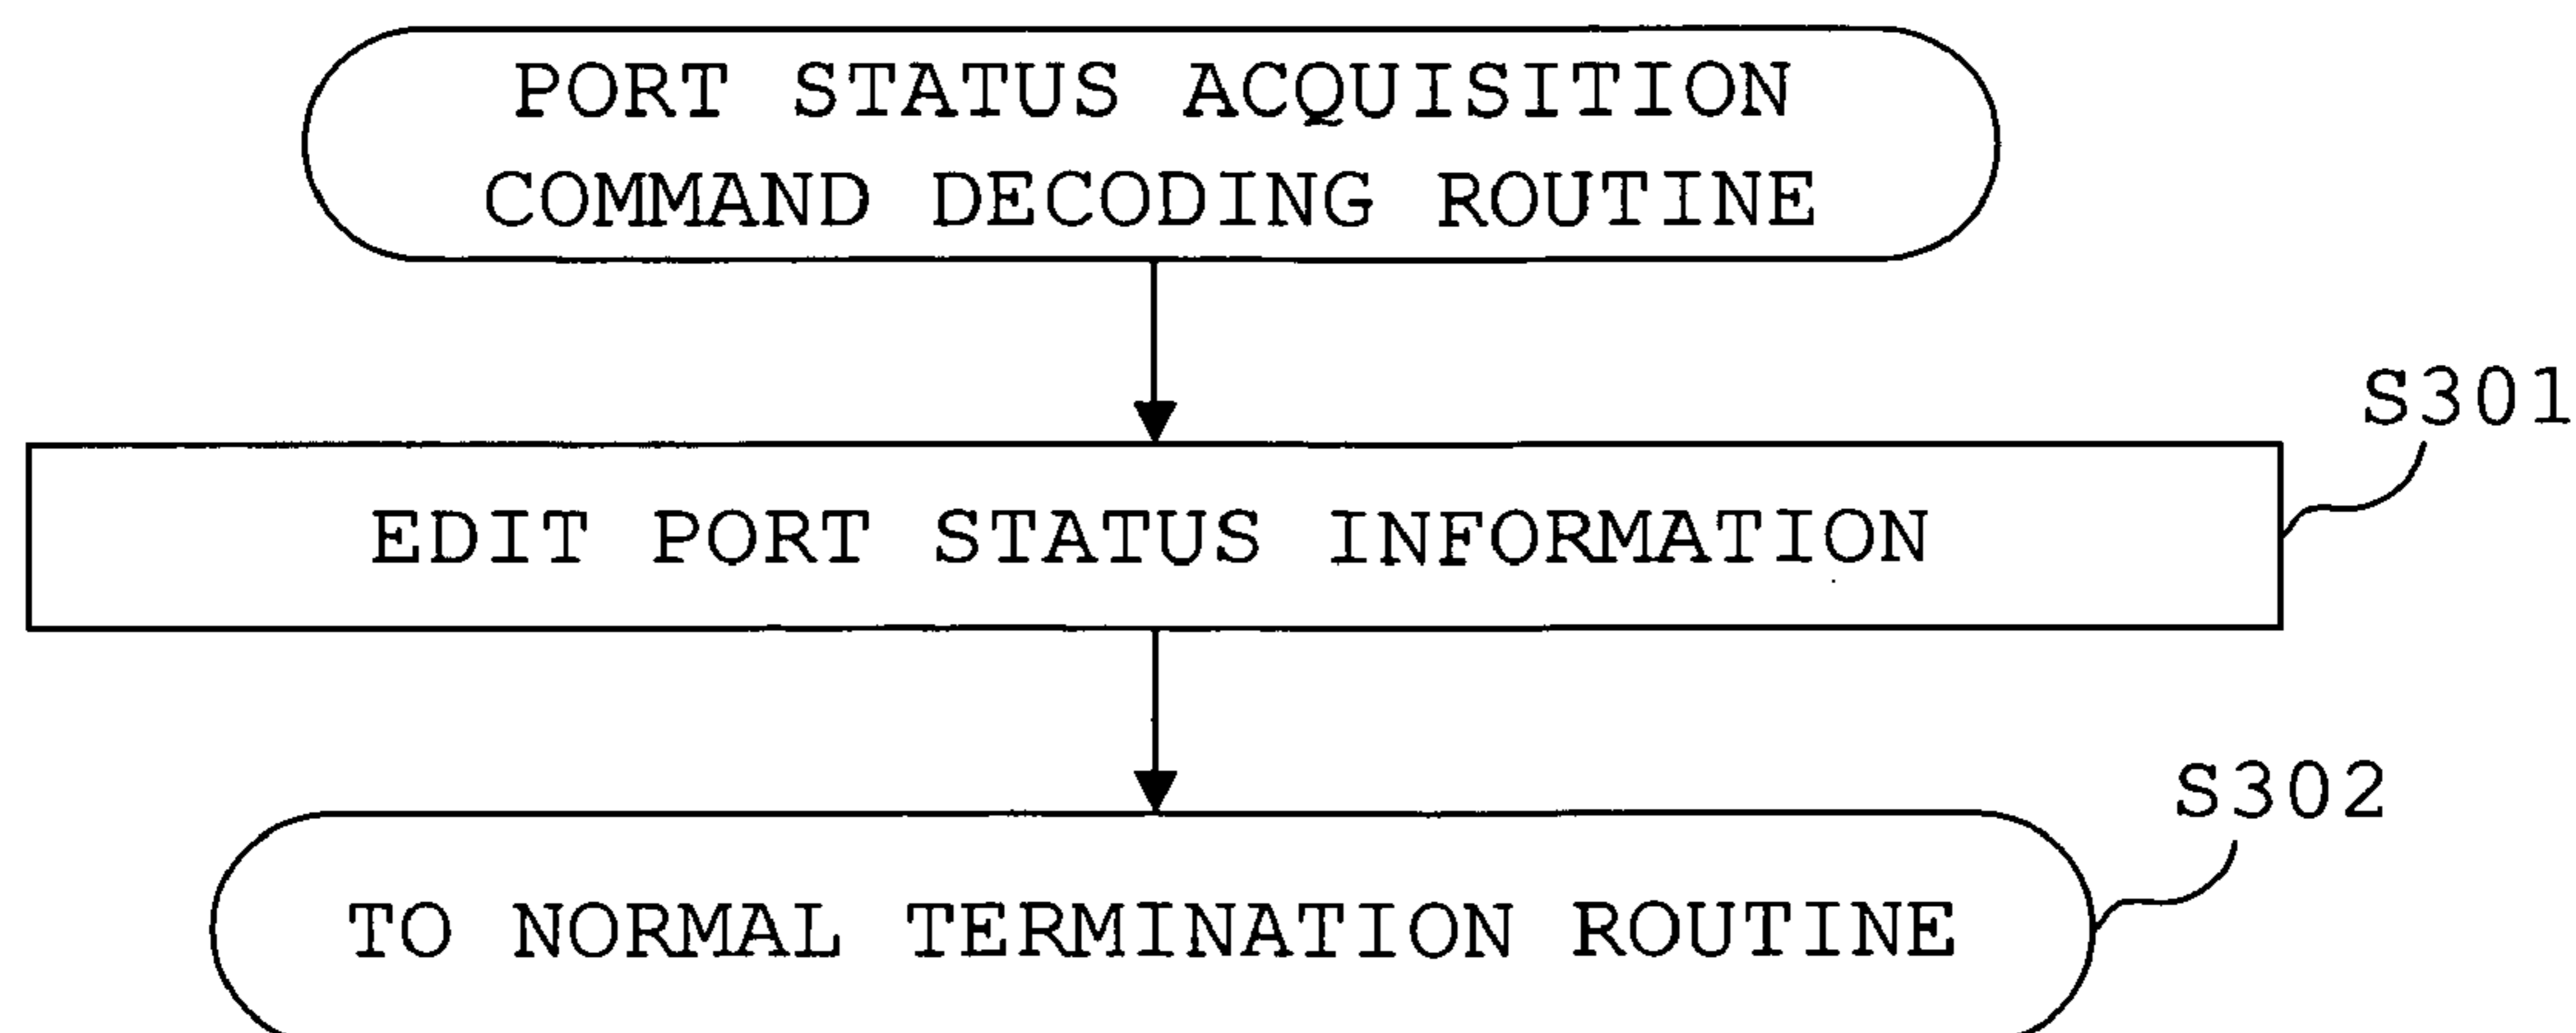 PORT STATUS ACQUISITION
COMMAND DECODING ROUTINE
S301
EDIT PORT STATUS INFORMATION
S302
TO NORMAL TERMINATION ROUTINE